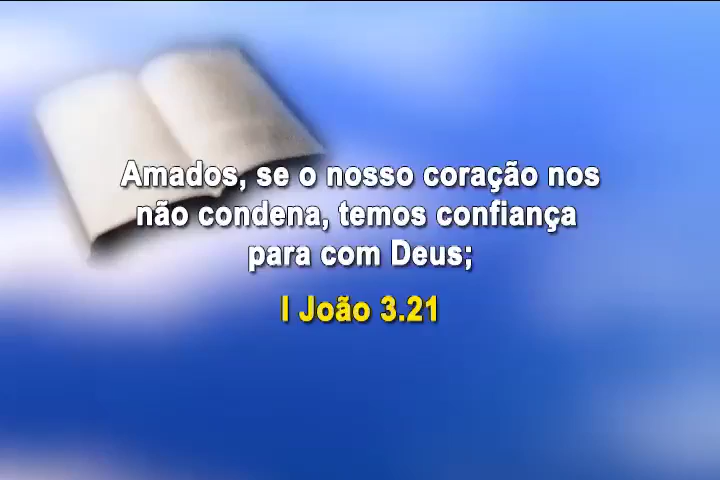 Amados, se o nosso coração nos
não condena, temos confiança
para com Deus;
I João 3.21